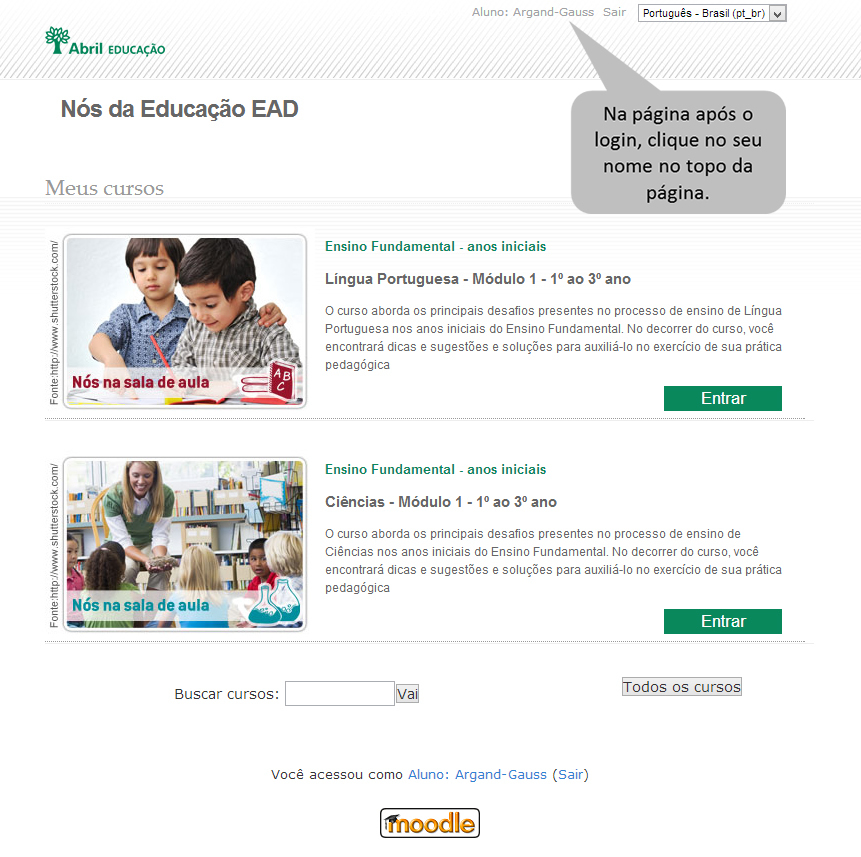 Aluno: Argand-Gauss Sair Português - Brasil (pt_br)
Abril EDUCAÇÃO
Na página após o
login, clique no seu
nome no topo da
página.
Nós da Educação EAD
Meus cursos
Fonte:http://www.shutterstock.com/
Nós na sala de aula
A B
C
Ensino Fundamental - anos iniciais
Língua Portuguesa - Módulo 1 - 1º ao 3º ano
O curso aborda os principais desafios presentes no processo de ensino de Língua
Portuguesa nos anos iniciais do Ensino Fundamental. No decorrer do curso, você
encontrará dicas e sugestões e soluções para auxiliá-lo no exercício de sua prática
pedagógica
Entrar
Fonte:http://www.shutterstock.com/
Nós na sala de aula
Ensino Fundamental - anos iniciais
Ciências - Módulo 1 - 1º ao 3º ano
O curso aborda os principais desafios presentes no processo de ensino de
Ciências nos anos iniciais do Ensino Fundamental. No decorrer do curso, você
encontrará dicas e sugestões e soluções para auxiliá-lo no exercício de sua prática
pedagógica
Entrar
Buscar cursos: Vai
Todos os cursos
Você acessou como Aluno: Argand-Gauss (Sair)
moodle